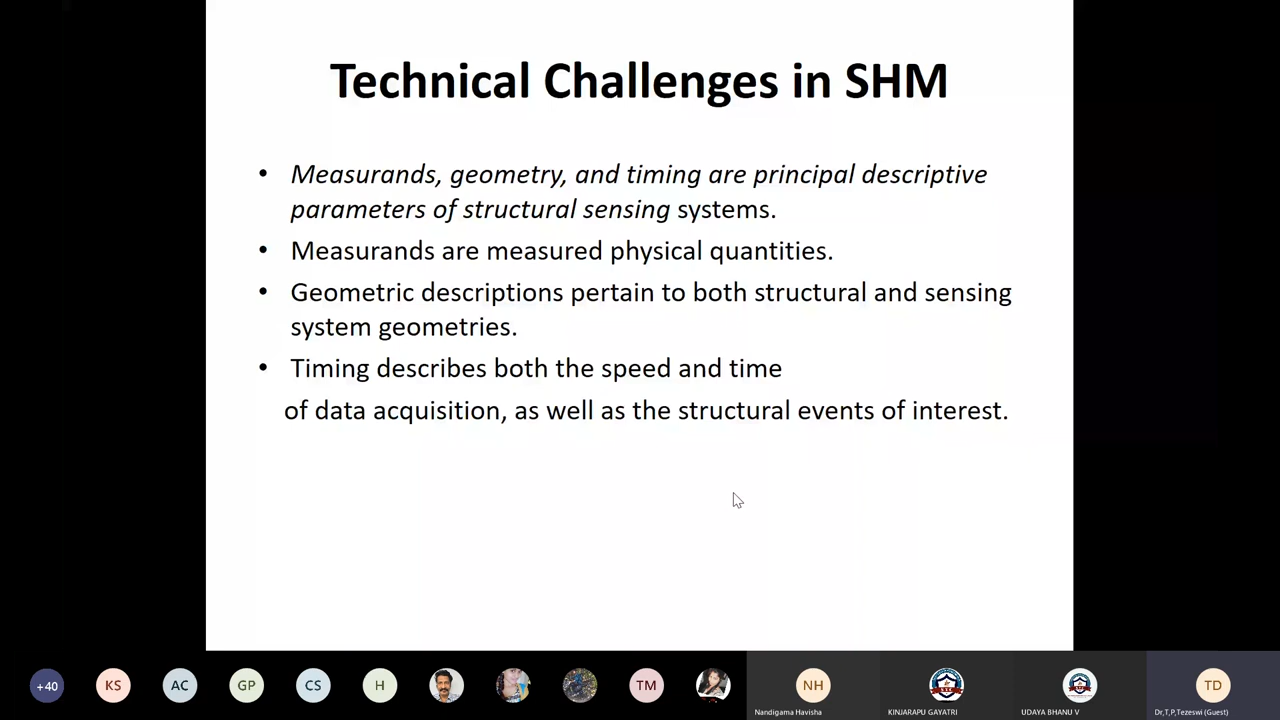 Technical Challenges in SHM
• Measurands, geometry, and timing are principal descriptive
parameters of structural sensing systems.
• Measurands are measured physical quantities.
• Geometric descriptions pertain to both structural and sensing
system geometries.
• Timing describes both the speed and time
of data acquisition, as well as the structural events of interest.
+40 KS AC GP CS H TM NH TD
Nandigama Havisha KINJARAPU GAYATRI UDAYA BHANU V Dr,T,P,Tezeswi (Guest)